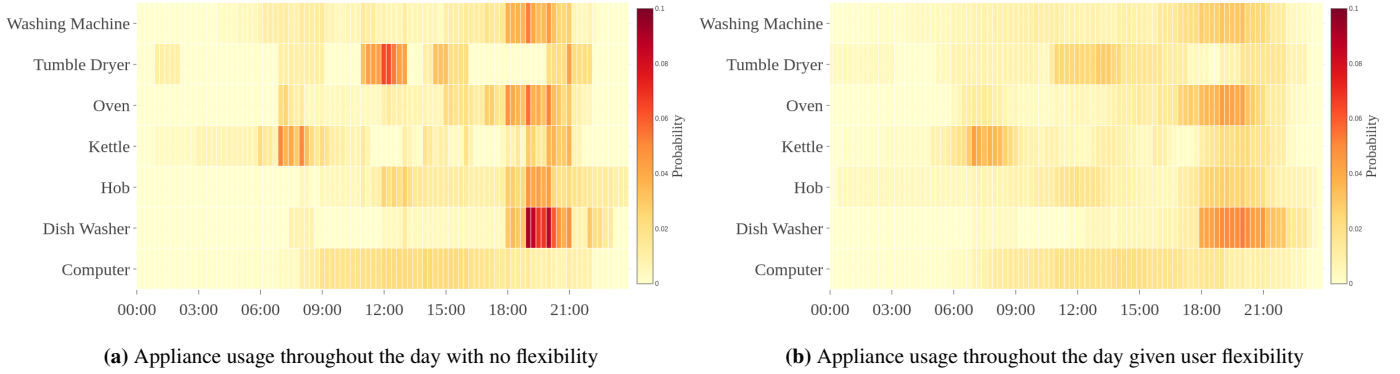 Washing Machine
Tumble Dryer
Oven
Kettle
Hob
Dish Washer
Computer
00:00 03:00 06:00 09:00 12:00 15:00 18:00 21:00
0.1
0.08
0.06
0.04
0.02
0
Probability
(a) Appliance usage throughout the day with no flexibility
Washing Machine
Tumble Dryer
Oven
Kettle
Hob
Dish Washer
Computer
00:00 03:00 06:00 09:00 12:00 15:00 18:00 21:00
0.1
0.08
0.06
0.04
0.02
0
Probability
(b) Appliance usage throughout the day given user flexibility